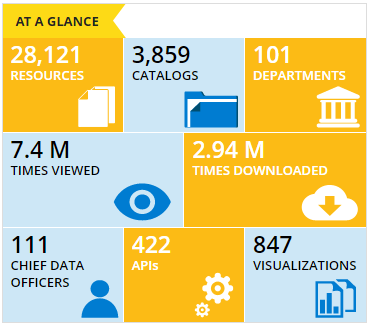 AT A GLANCE
28,121
RESOURCES
3,859
CATALOGS
101
DEPARTMENTS
7.4 M
TIMES VIEWED
2.94 M
TIMES DOWNLOADED
111
CHIEF DATA
OFFICERS
422
APIs
847
VISUALIZATIONS